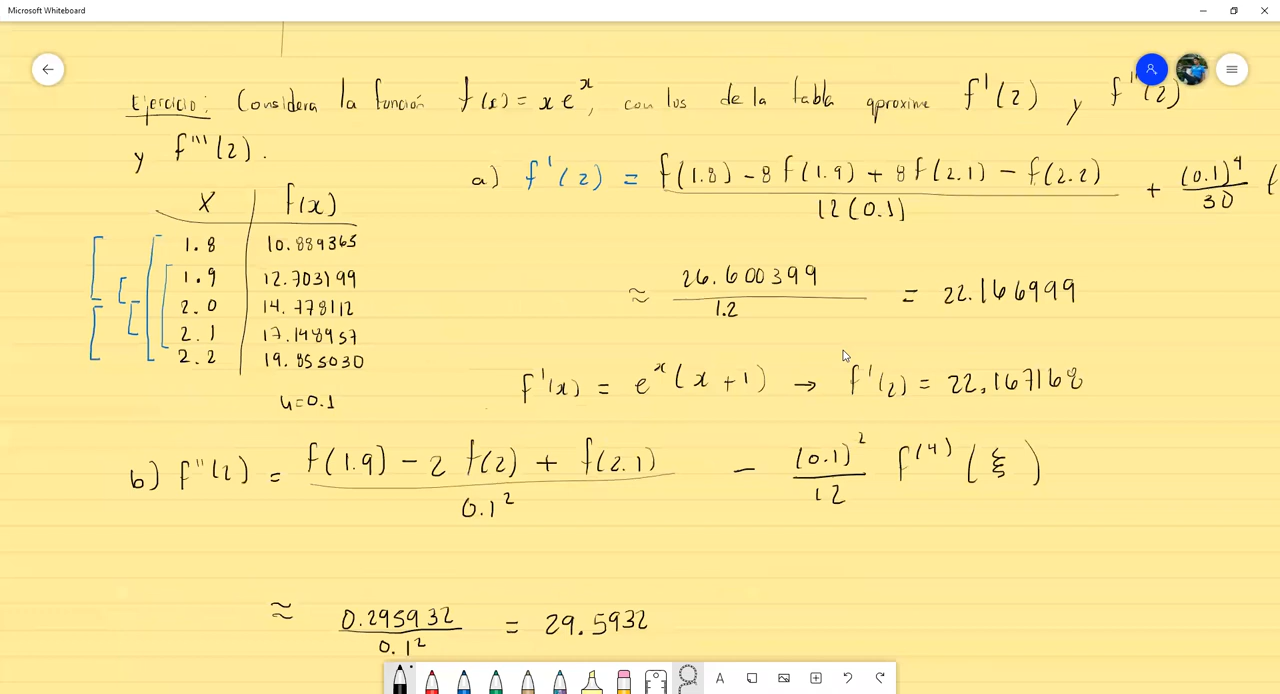 Microsoft Whiteboard
Ejercicio: Considera la función f(x) = x e^x, con los de la tabla aproxime f'(2) y f''(2)
y f'''(2).
a) f'(2) = (f(1.8) - 8 f(1.9) + 8 f(2.1) - f(2.2)) / 12(0.1) + (0.1)^4 / 30
x | f(x)
1.8 | 10.889365
1.9 | 12.703199
2.0 | 14.778112
2.1 | 17.148957
2.2 | 19.855030
h=0.1
≈ 26.600399 / 1.2 = 22.166999
f'(x) = e^x (x+1) → f'(2) = 22.167168
b) f''(2) = (f(1.9) - 2 f(2) + f(2.1)) / 0.1^2 - (0.1)^2 / 12 f^(4) (ξ)
≈ 0.295932 / 0.1^2 = 29.5932
A